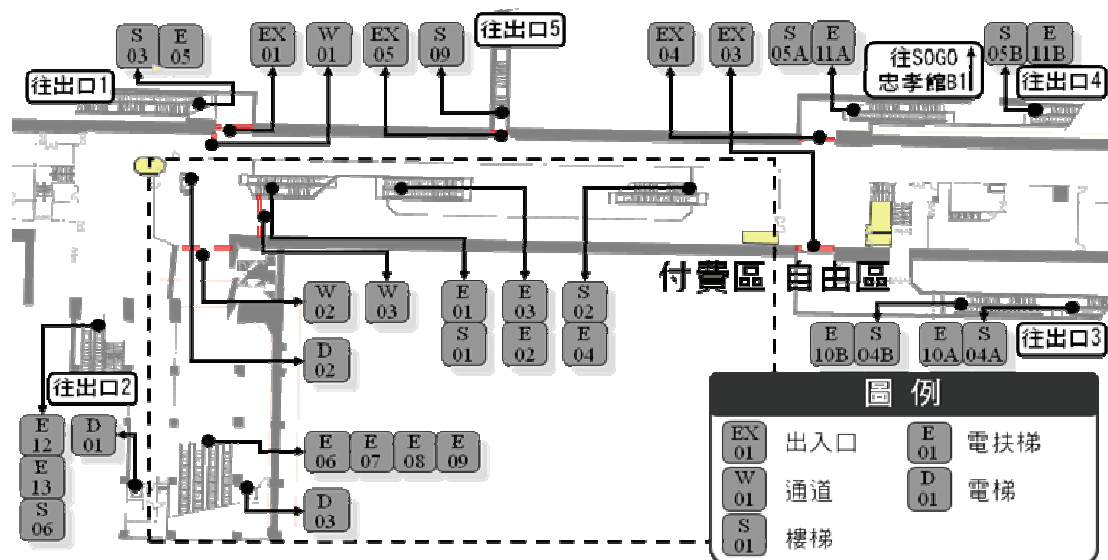 S
03
E
05
EX
01
W
01
EX
05
S
09
往出口5
EX
04
EX
03
S
05A
E
11A
往SOGO
忠孝館B1
S
05B
E
11B
往出口4
往出口1
付費區 自由區
W
02
W
03
E
01
S
01
E
03
E
02
S
02
E
04
D
02
E
10B
S
04B
E
10A
S
04A
往出口3
往出口2
E
12
E
13
S
06
D
01
E
06
E
07
E
08
E
09
D
03
圖 例
EX
01
出入口
E
01
電扶梯
W
01
通道
D
01
電梯
S
01
樓梯